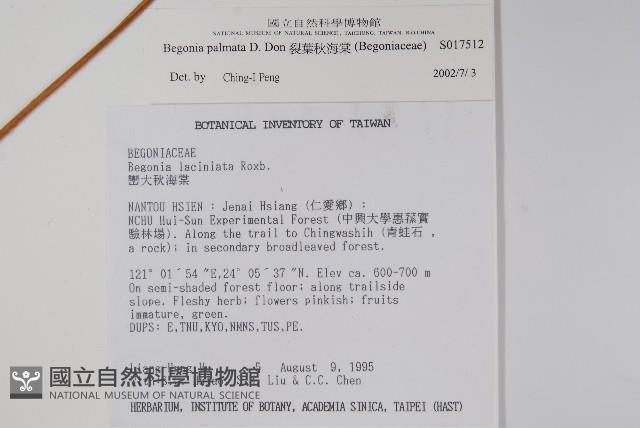 國立自然科學博物館
NATIONAL MUSEUM OF NATURAL SCIENCE, TAICHUNG, TAIWAN, R.O.CHINA
Begonia palmata D. Don 裂葉秋海棠 (Begoniaceae) S017512
Det. by Ching-I Peng 2002/7/3
BOTANICAL INVENTORY OF TAIWAN
BEGONIACEAE
Begonia laciniata Roxb.
巒大秋海棠
NANTOU HSIEN : Jenai Hsiang (仁愛鄉) :
NCHU Hui-Sun Experimental Forest (中興大學惠蓀實
驗林場). Along the trail to Chingwashih (青蛙石 ,
a rock); in secondary broadleaved forest.
121° 01´54˝E,24° 05´37˝N. Elev ca. 600-700 m
On semi-shaded forest floor; along trailside
slope. Fleshy herb; flowers pinkish; fruits
immature, green.
DUPS: E,TNU,KYO,NMNS,TUS,PE.
5 August 9, 1995
Liu & C.C. Chen
國立自然科學博物館
NATIONAL MUSEUM OF NATURAL SCIENCE
HERBARIUM, INSTITUTE OF BOTANY, ACADEMIA SINICA, TAIPEI (HAST)